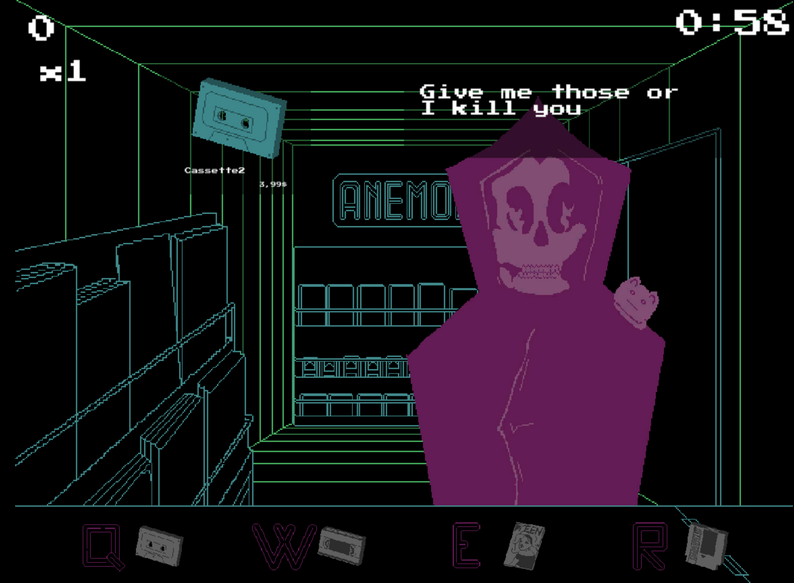 0
0:58
x1
Give me those or
I kill you
Cassette2
3,99$
ANEMO
Q
W
E
R